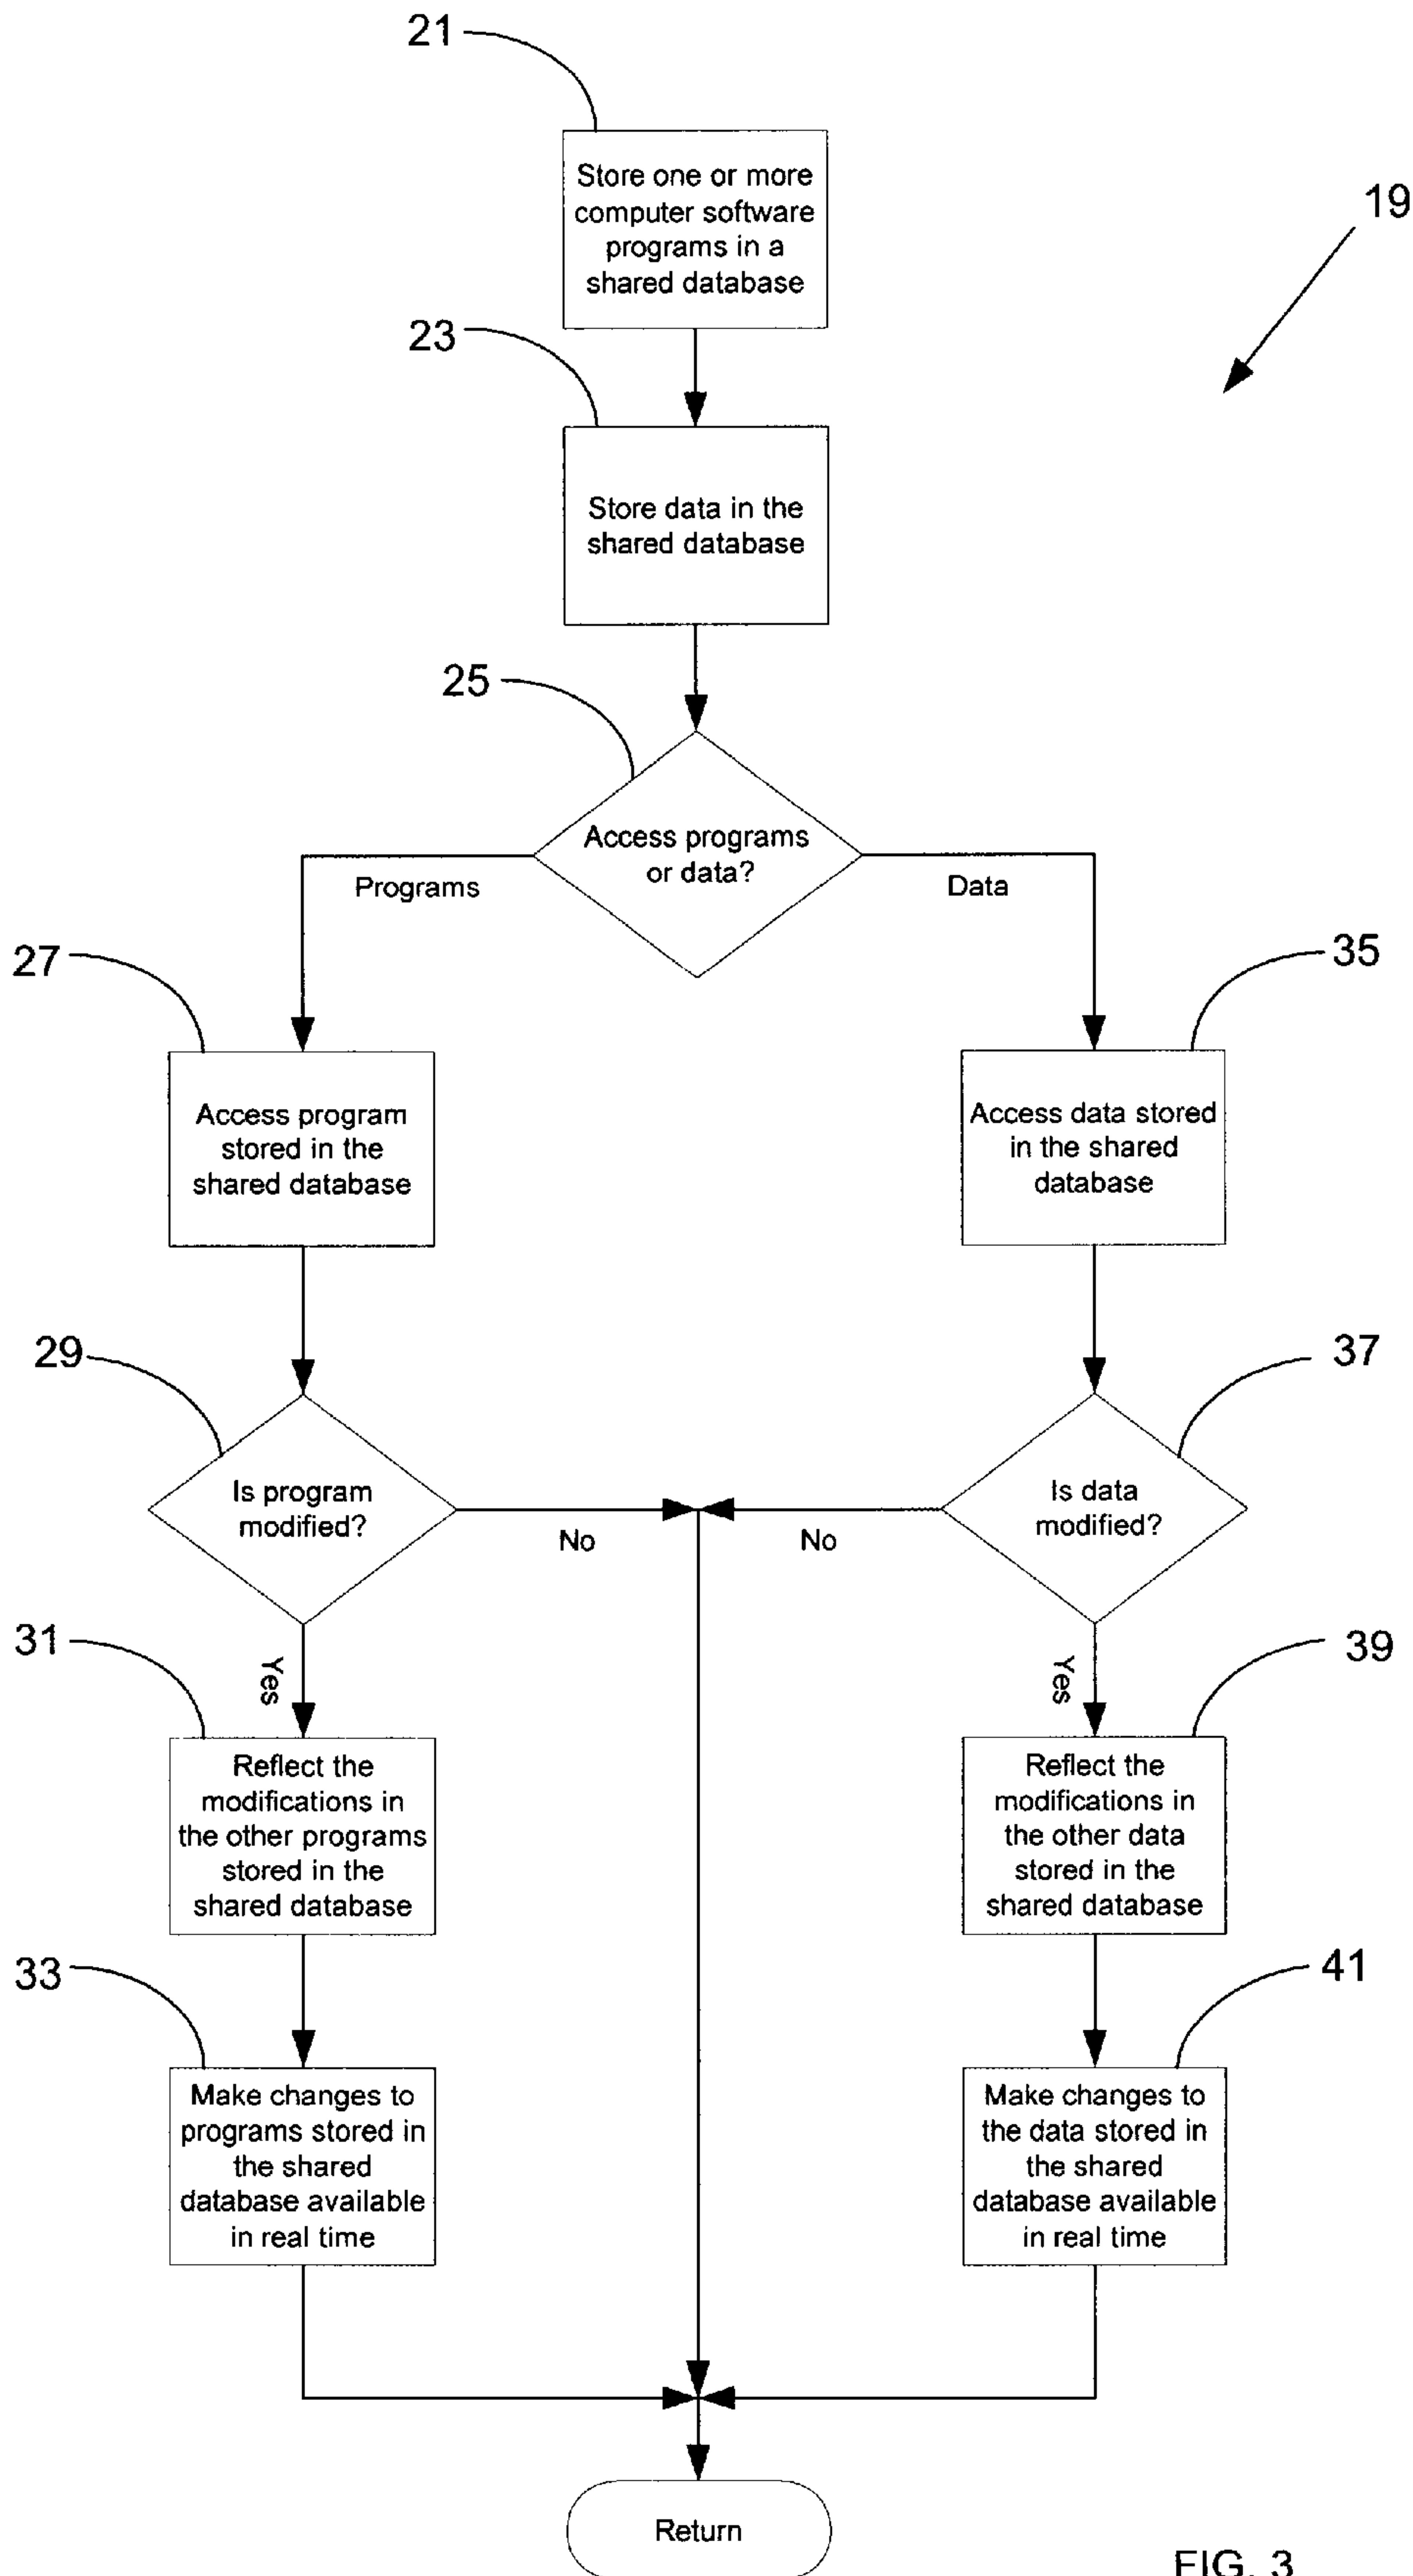 21
Store one or more
computer software
programs in a
shared database
19
23
Store data in the
shared database
25
Access programs
or data?
Programs
Data
27
35
Access program
stored in the
shared database
Access data stored
in the shared
database
29
37
Is program
modified?
Is data
modified?
No
No
Yes
Yes
31
39
Reflect the
modifications in
the other programs
stored in the
shared database
Reflect the
modifications in
the other data
stored in the
shared database
33
41
Make changes to
programs stored in
the shared
database available
in real time
Make changes to
the data stored in
the shared
database available
in real time
Return
FIG. 3